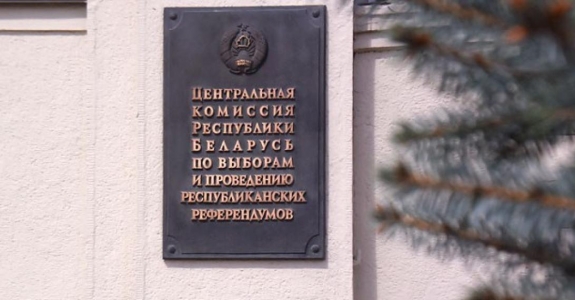 Центральная
комиссия
Республики
Беларусь
по выборам
и проведению
республиканских
референдумов